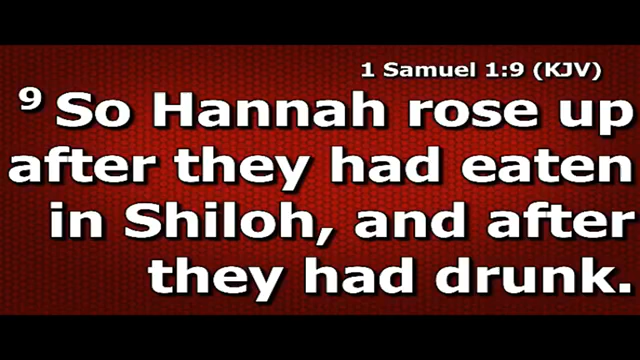 1 Samuel 1:9 (KJV)
9 So Hannah rose up
after they had eaten
in Shiloh, and after
they had drunk.